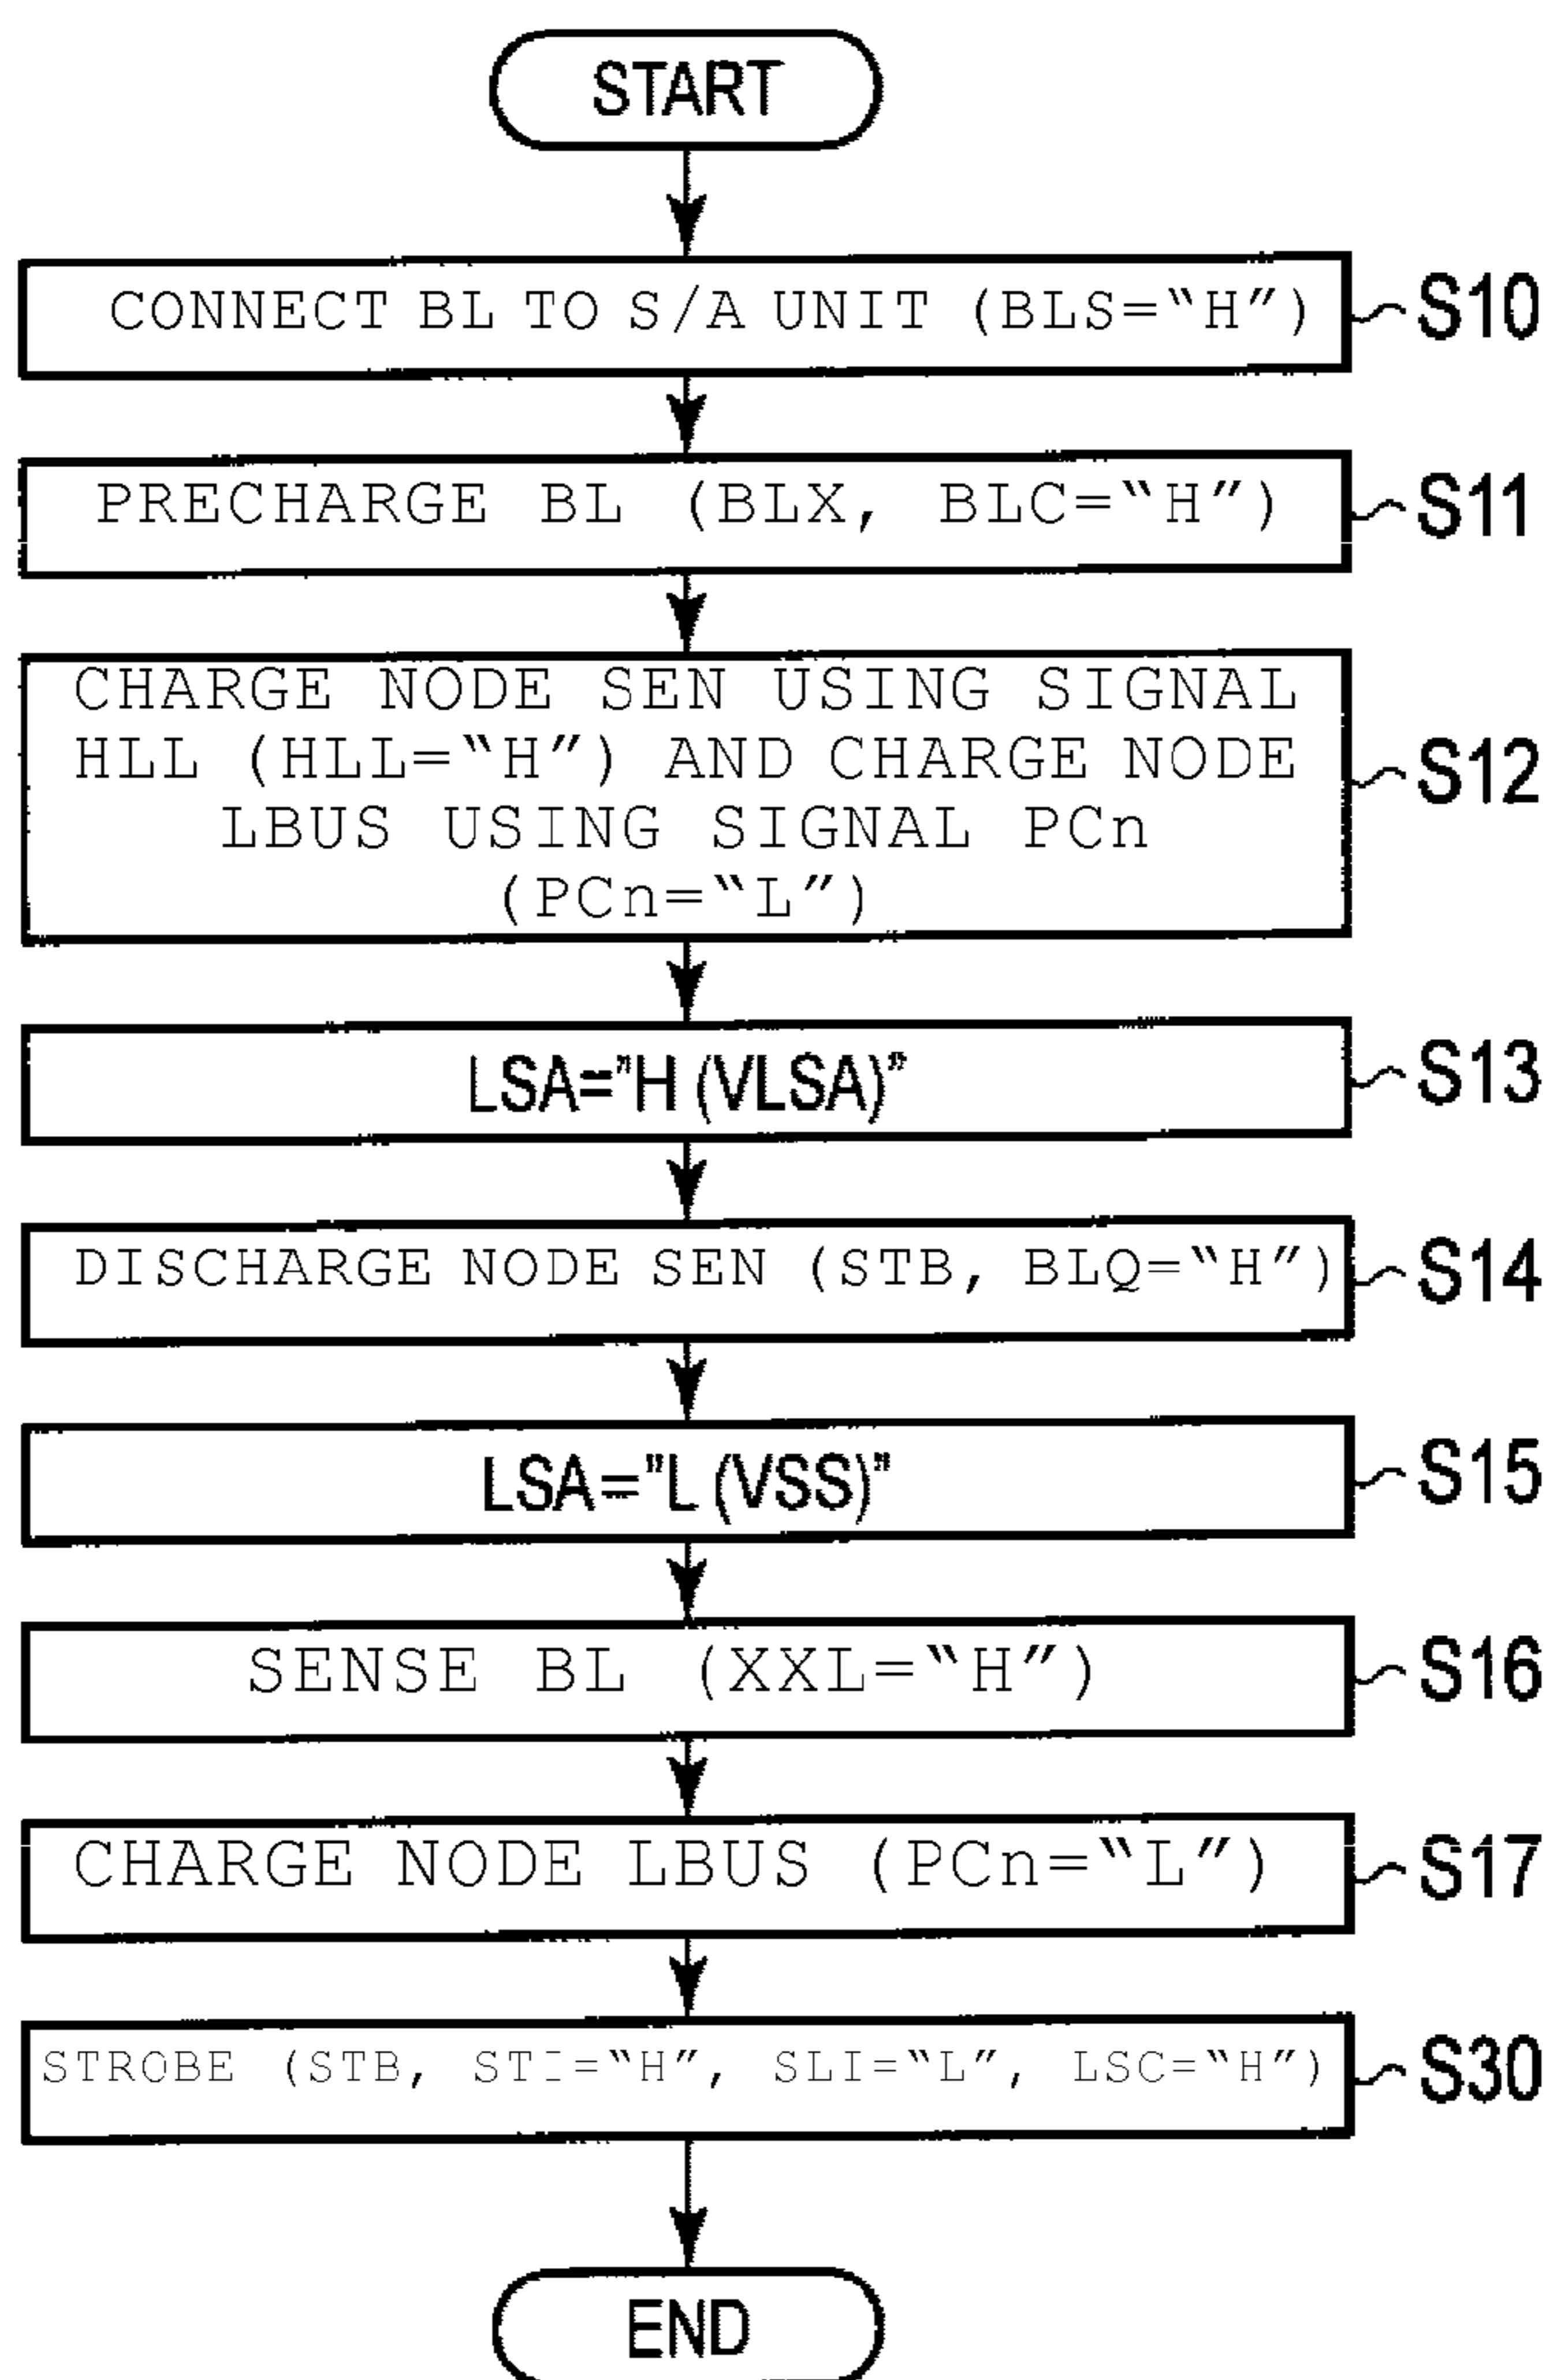 START
CONNECT BL TO S/A UNIT (BLS=“H”)
S10
PRECHARGE BL (BLX, BLC=“H”)
S11
CHARGE NODE SEN USING SIGNAL
HLL (HLL=“H”) AND CHARGE NODE
LBUS USING SIGNAL PCn
(PCn=“L”)
S12
LSA=”H (VLSA)”
S13
DISCHARGE NODE SEN (STB, BLQ=“H”)
S14
LSA=”L (VSS)”
S15
SENSE BL (XXL=“H”)
S16
CHARGE NODE LBUS (PCn=“L”)
S17
STROBE (STB, SLI=“L”, LSC=“H”)
S30
END